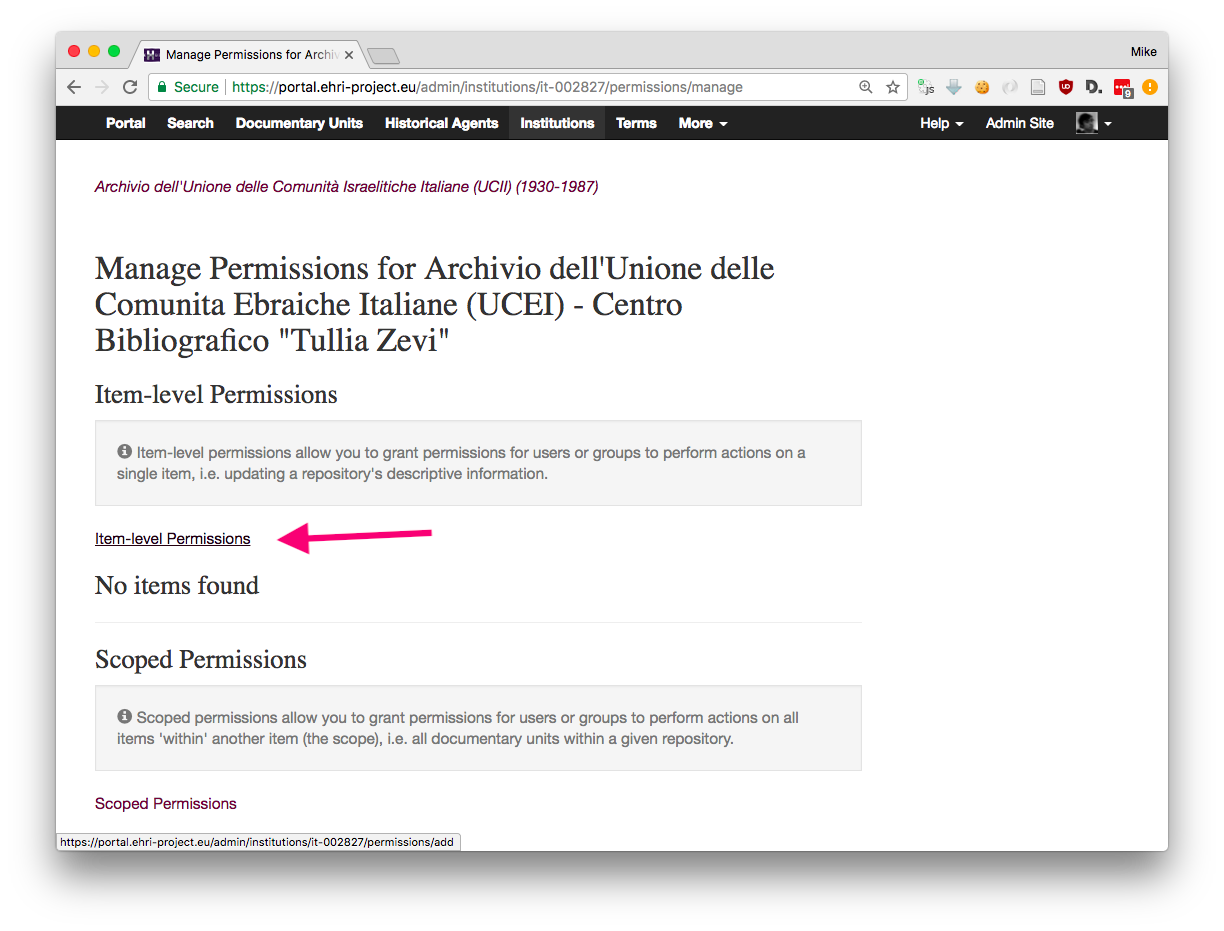 Manage Permissions for Archiv
Mike
Secure https://portal.ehri-project.eu/admin/institutions/it-002827/permissions/manage
js
UD
D.
9
Portal Search Documentary Units Historical Agents Institutions Terms More Help Admin Site
Archivio dell'Unione delle Comunità Israelitiche Italiane (UCII) (1930-1987)
Manage Permissions for Archivio dell'Unione delle
Comunita Ebraiche Italiane (UCEI) - Centro
Bibliografico "Tullia Zevi"
Item-level Permissions
Item-level permissions allow you to grant permissions for users or groups to perform actions on a
single item, i.e. updating a repository's descriptive information.
Item-level Permissions
No items found
Scoped Permissions
Scoped permissions allow you to grant permissions for users or groups to perform actions on all
items 'within' another item (the scope), i.e. all documentary units within a given repository.
Scoped Permissions
https://portal.ehri-project.eu/admin/institutions/it-002827/permissions/add